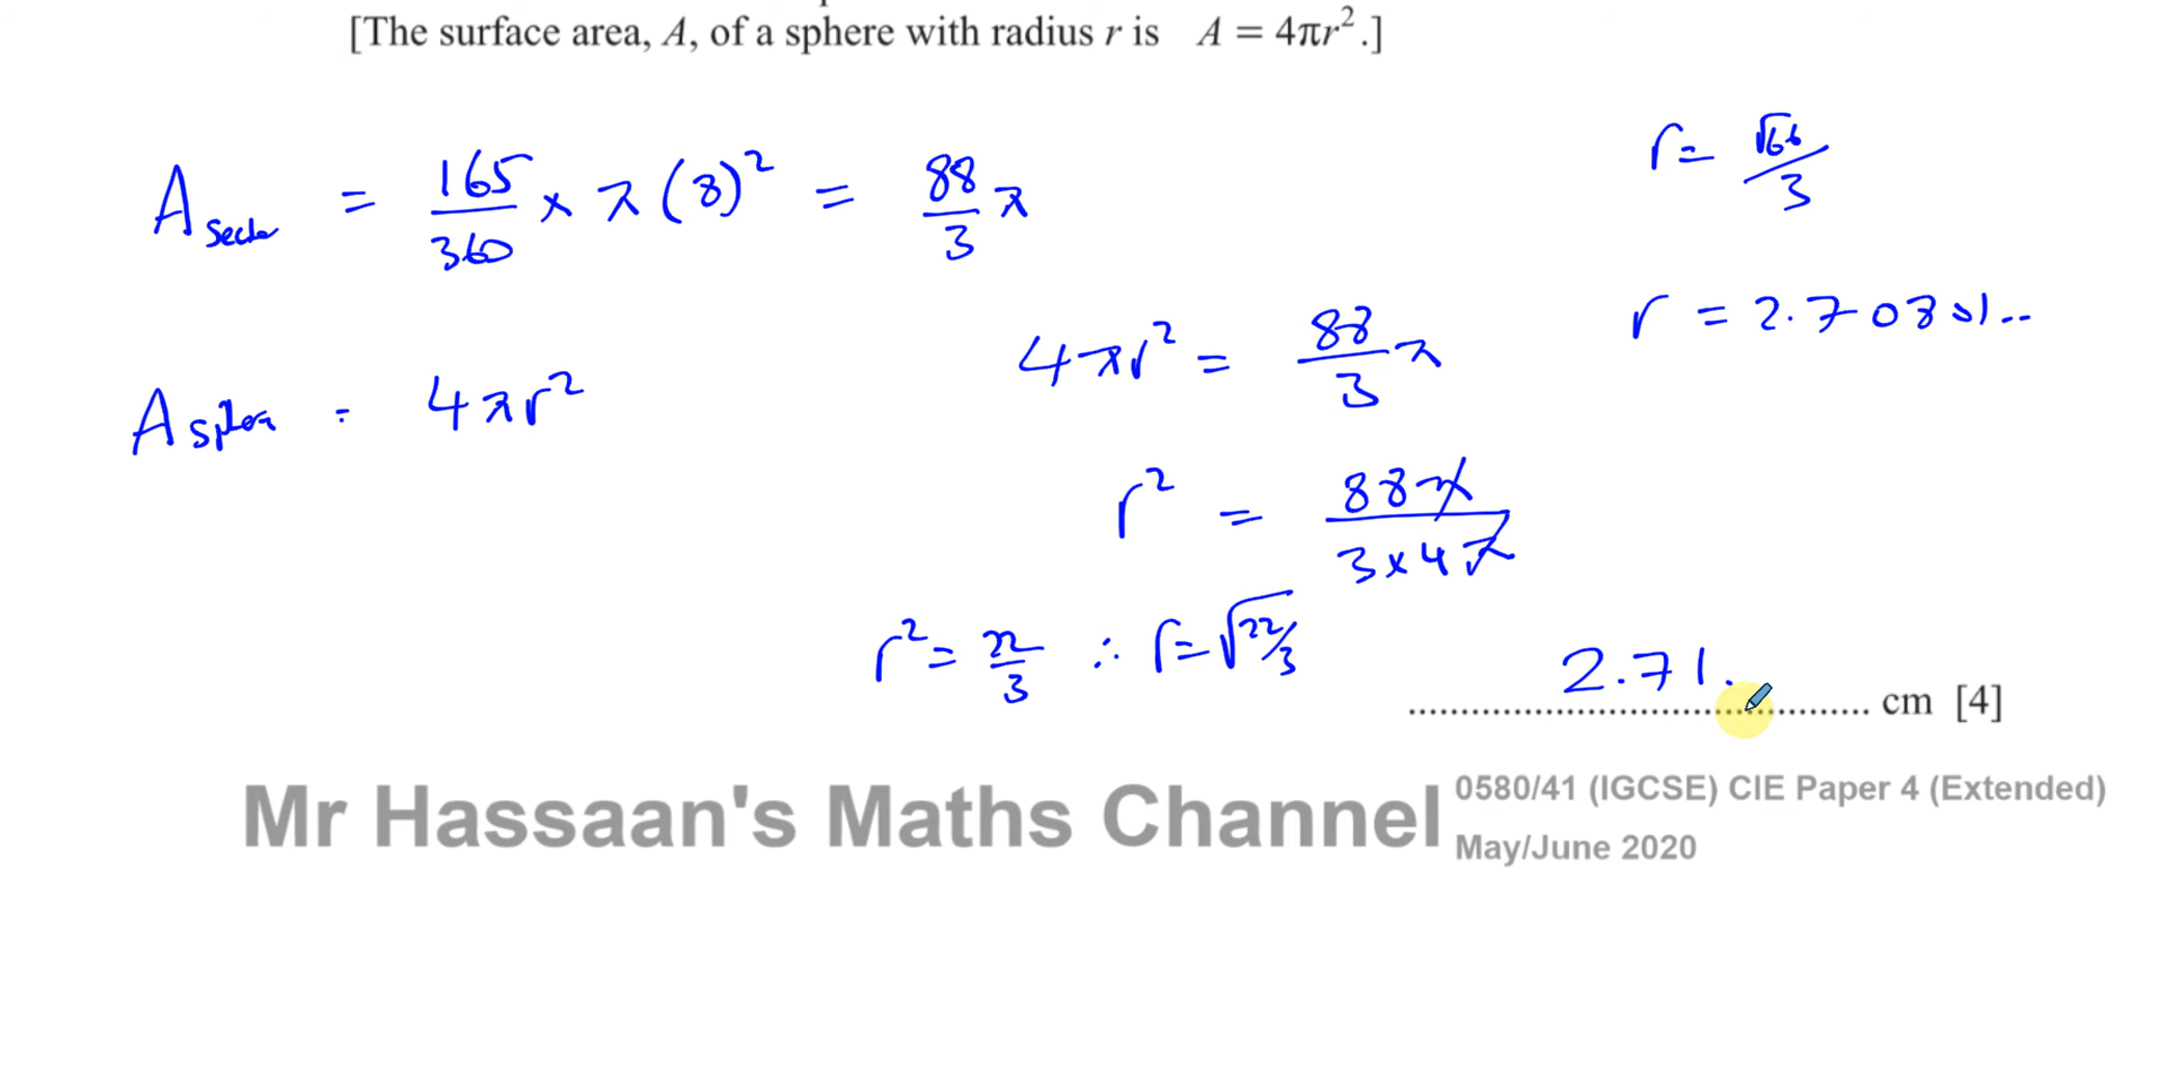 [The surface area, A, of a sphere with radius r is A = 4πr².]
A sector = 165/360 × π(8)² = 88/3 π
r = √66/3
4πr² = 88/3 π
r = 2.70801..
A sphere = 4πr²
r² = 88π/3×4π
r² = 22/3 ∴ r = √22/3
2.71.
.......................................... cm [4]
Mr Hassaan's Maths Channel
0580/41 (IGCSE) CIE Paper 4 (Extended)
May/June 2020